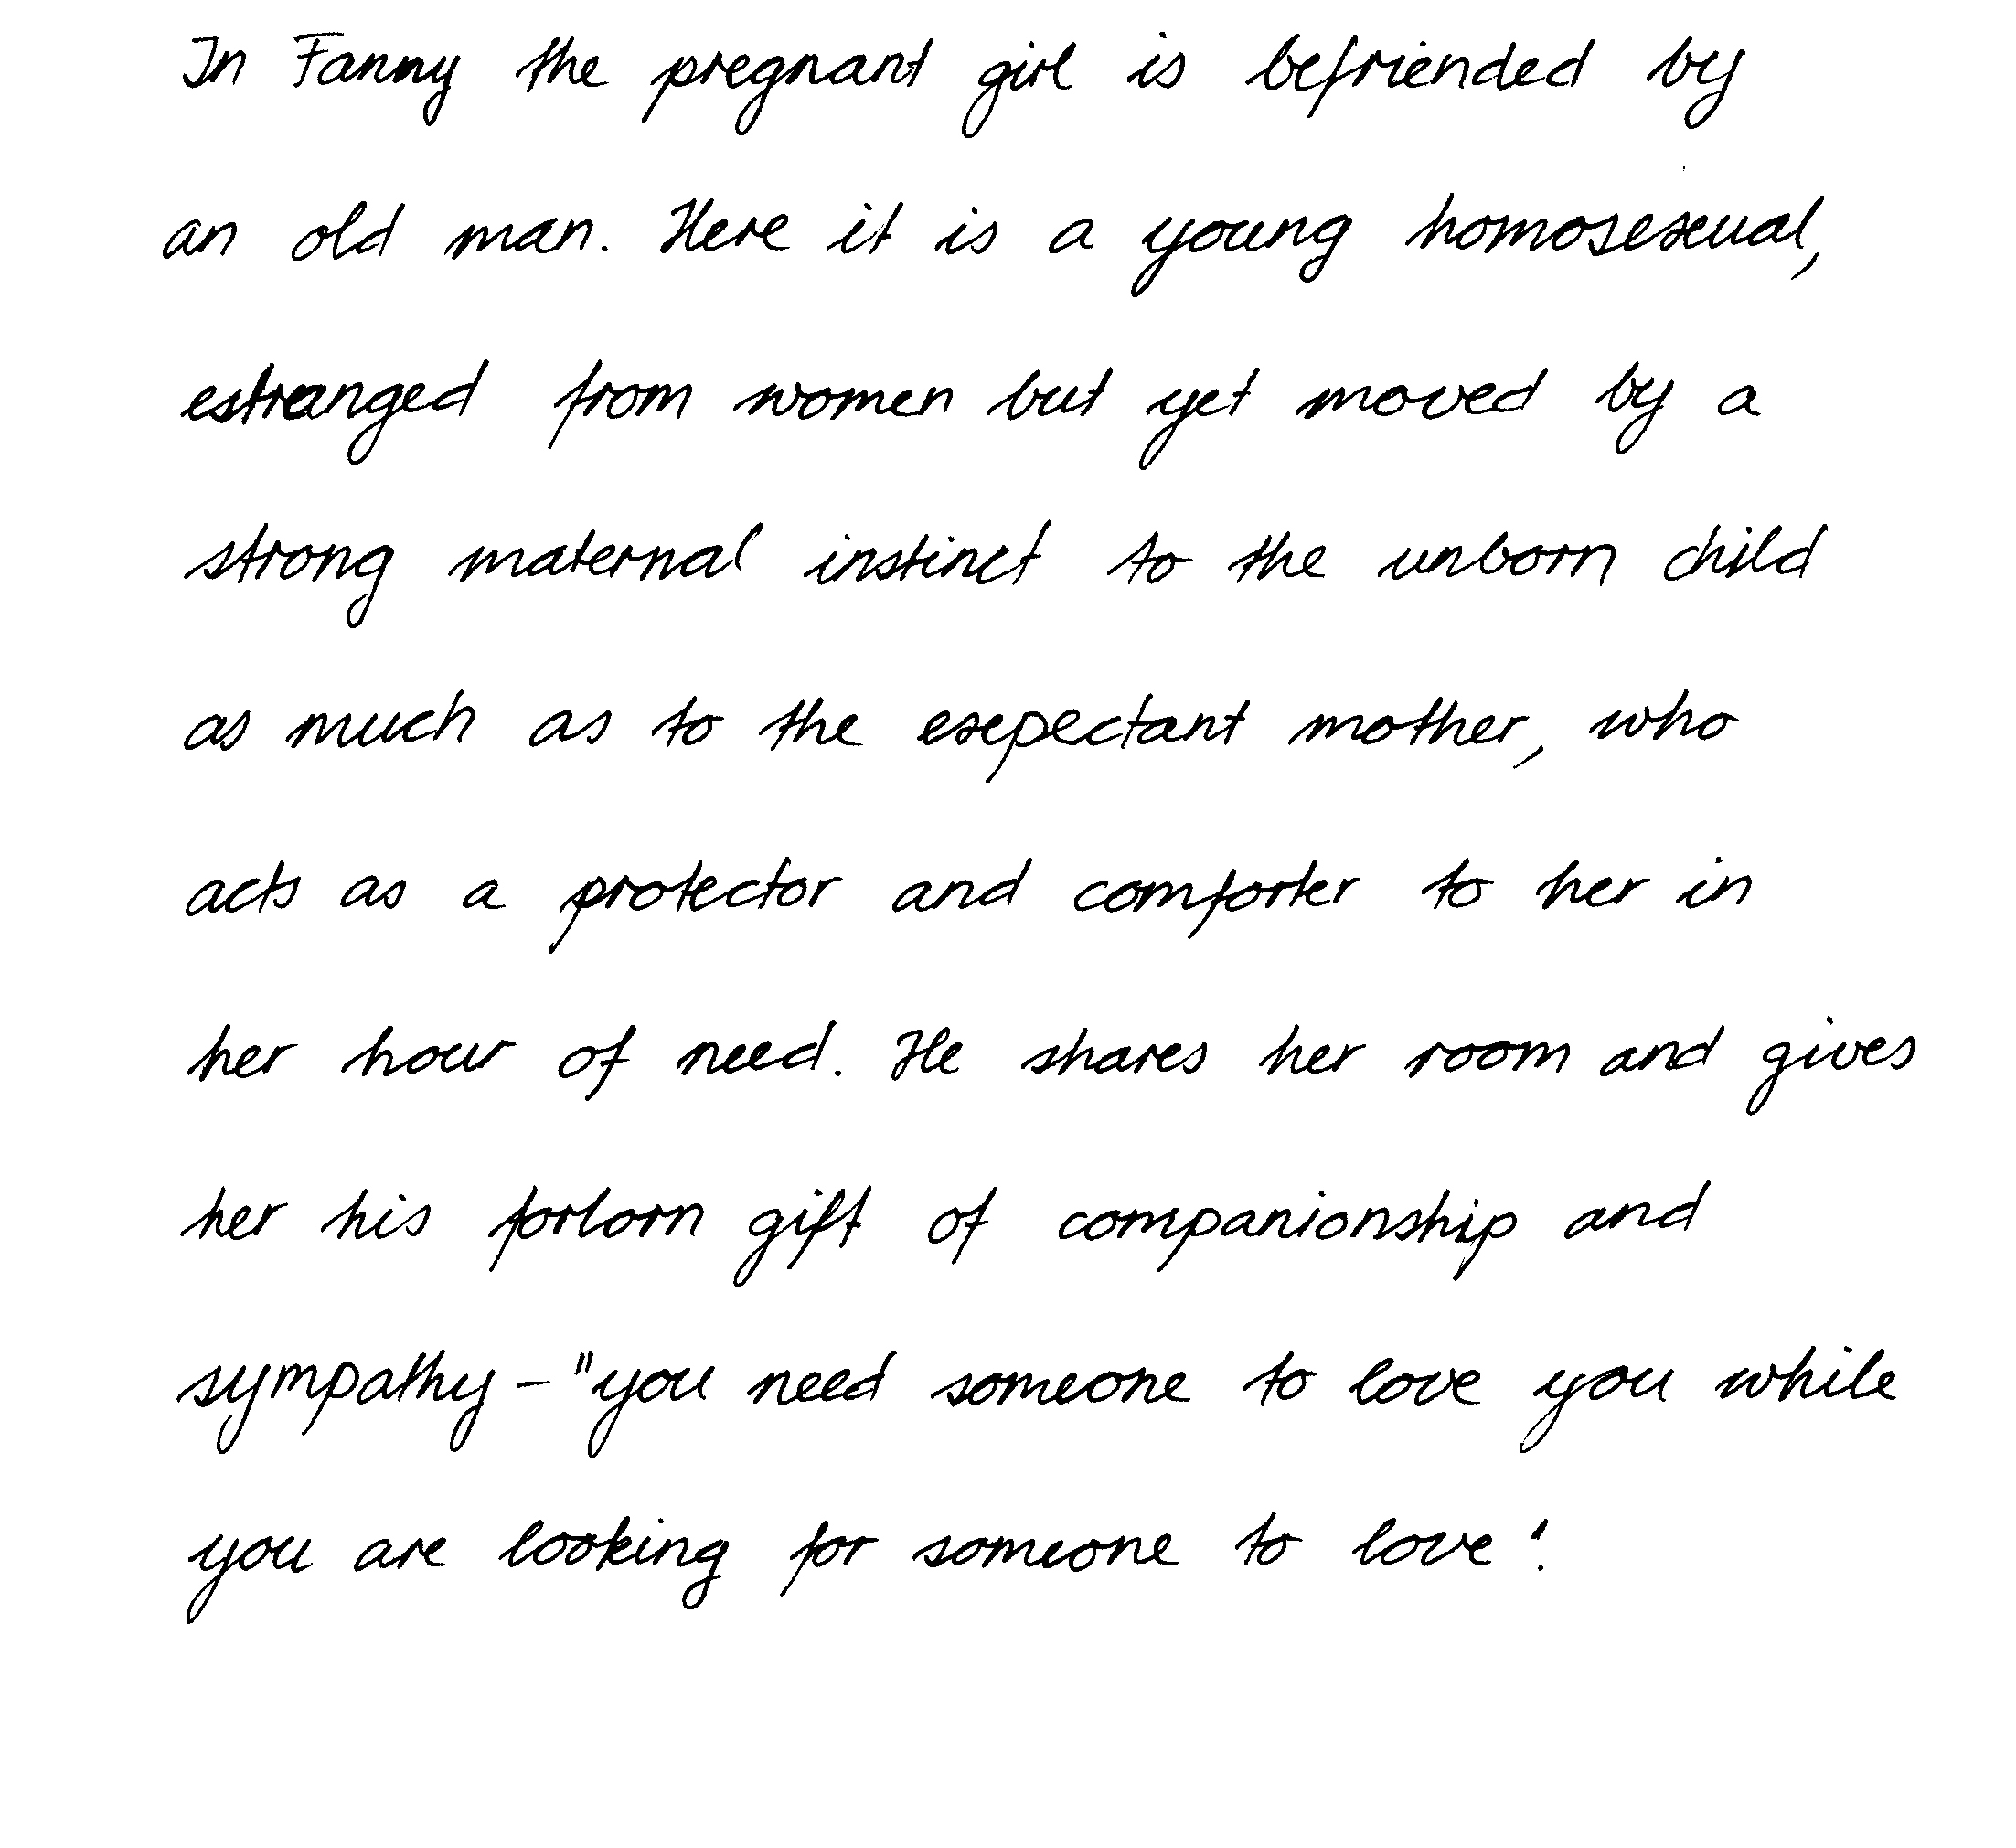 In Fanny the pregnant girl is befriended by
an old man. Here it is a young homosexual,
estranged from women but yet moved by a
strong maternal instinct to the unborn child
as much as to the expectant mother, who
acts as a protector and comforter to her in
her hour of need. He shares her room and gives
her his forlorn gift of companionship and
sympathy - "you need someone to love you while
you are looking for someone to love".